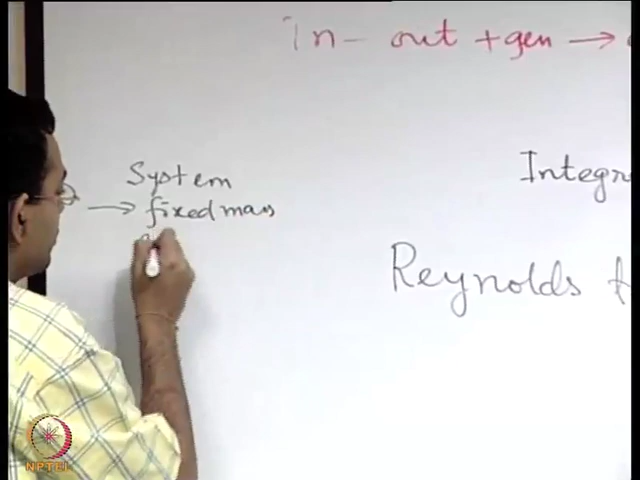 In - out + gen →
System
→ fixed mass
Integr
Reynolds t
NPTEL